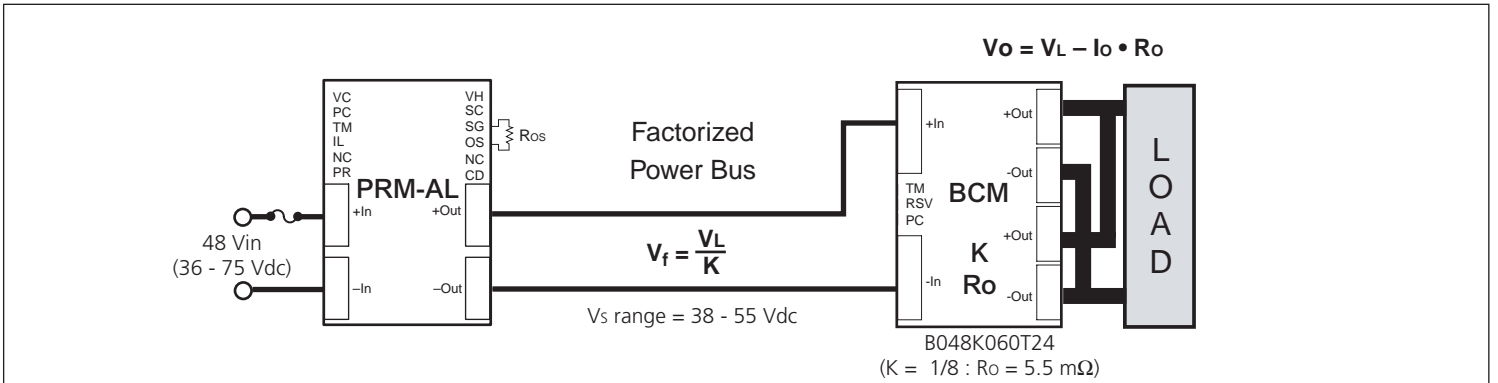 Vo = VL – Io • Ro
VC
PC
TM
IL
NC
PR
VH
SC
SG
OS
NC
CD
ROS
PRM-AL
+In
+Out
–In
–Out
48 Vin
(36 - 75 Vdc)
Factorized
Power Bus
Vf = VL
K
Vs range = 38 - 55 Vdc
+In
TM
RSV
PC
-In
BCM
K
Ro
+Out
-Out
+Out
-Out
B048K060T24
(K = 1/8 : Ro = 5.5 mΩ)
LOAD